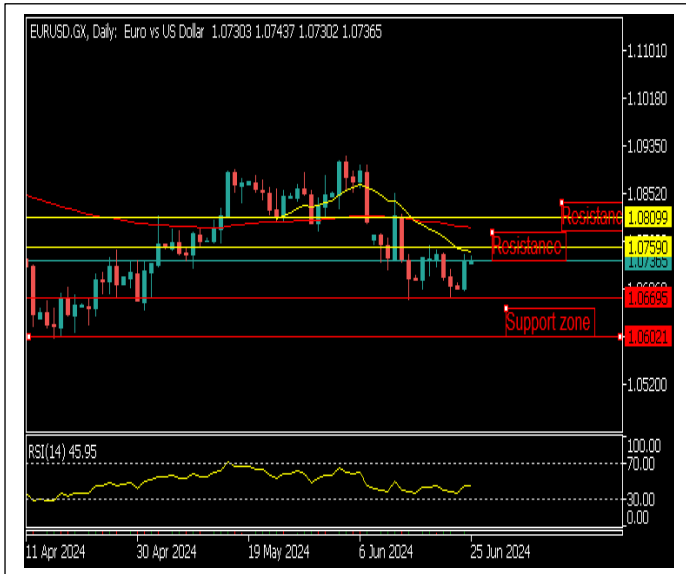 EURUSD.GX, Daily: Euro vs US Dollar 1.07303 1.07437 1.07302 1.07365
1.11010
1.10180
1.09350
1.08520
Resistanc
1.08099
Resistance
1.07590
1.07365
1.06695
Support zone
1.06021
1.05200
RSI(14) 45.95
100.00
70.00
30.00
0.00
11 Apr 2024 30 Apr 2024 19 May 2024 6 Jun 2024 25 Jun 2024